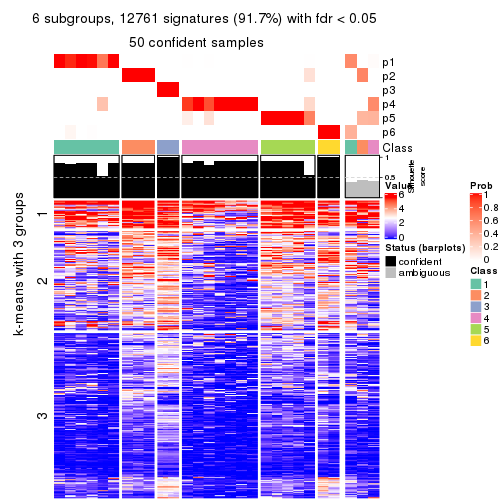 6 subgroups, 12761 signatures (91.7%) with fdr < 0.05
50 confident samples
p1
p2
p3
p4
p5
p6
Class
1
0.5
0
Silhouette
score
k-means with 3 groups
1
2
3
Value
6
4
2
0
Status (barplots)
confident
ambiguous
Prob
1
0.8
0.6
0.4
0.2
0
Class
1
2
3
4
5
6